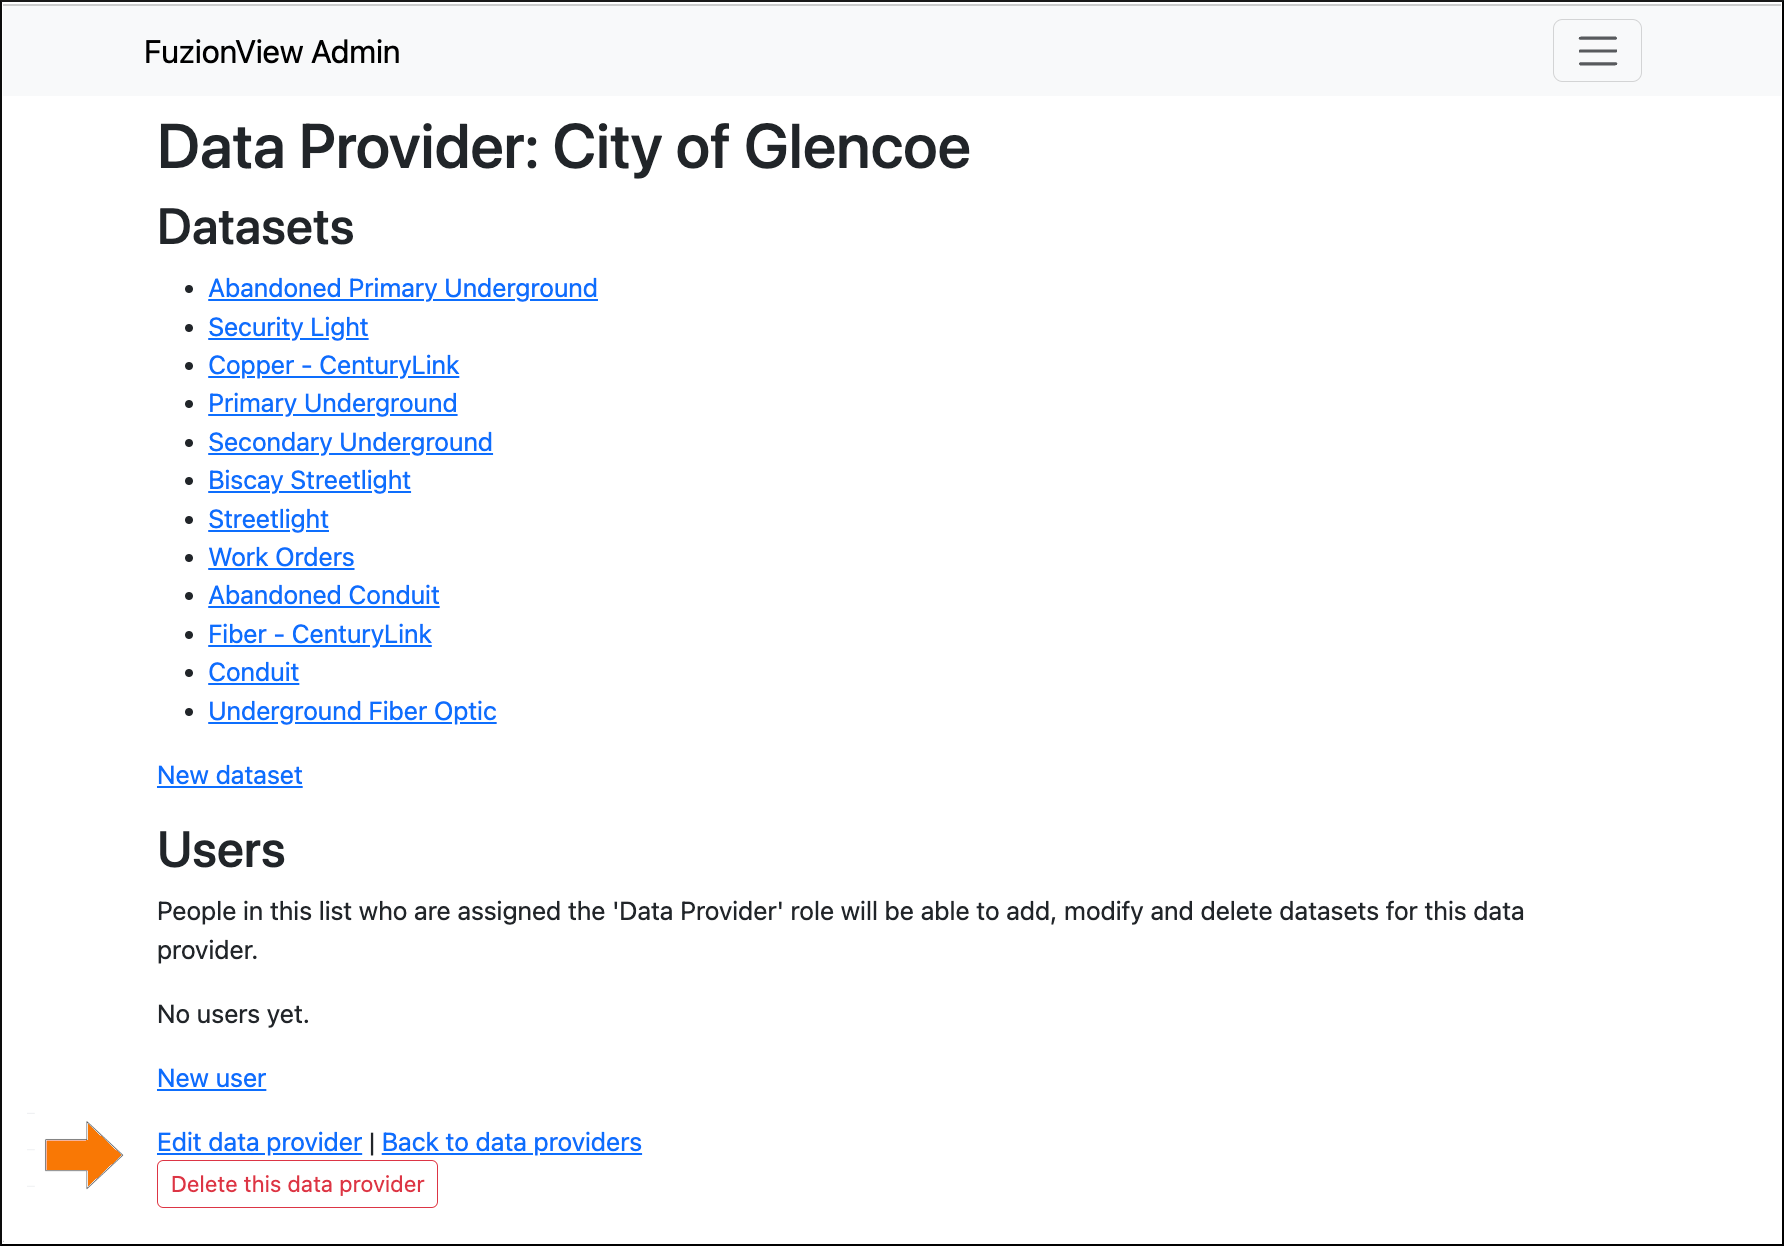 FuzionView Admin
Data Provider: City of Glencoe
Datasets
Abandoned Primary Underground
Security Light
Copper - CenturyLink
Primary Underground
Secondary Underground
Biscay Streetlight
Streetlight
Work Orders
Abandoned Conduit
Fiber - CenturyLink
Conduit
Underground Fiber Optic
New dataset
Users
People in this list who are assigned the 'Data Provider' role will be able to add, modify and delete datasets for this data
provider.
No users yet.
New user
Edit data provider | Back to data providers
Delete this data provider